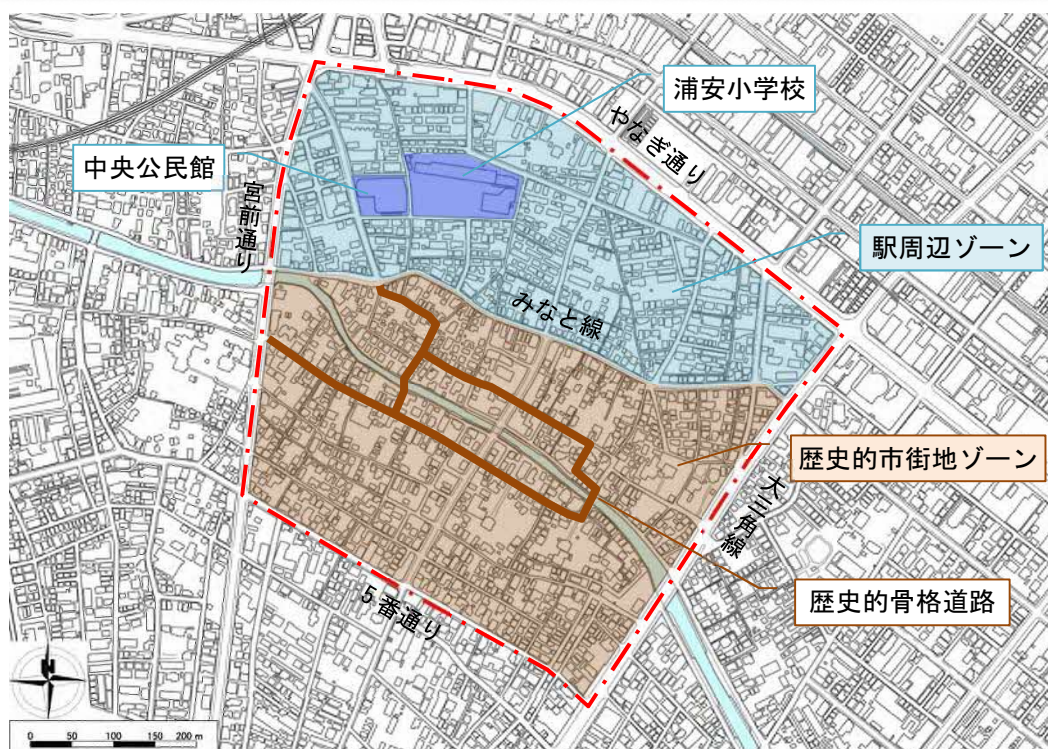 浦安小学校
やなぎ通り
中央公民館
宮前通り
駅周辺ゾーン
みなと線
歴史的市街地ゾーン
大三角線
歴史的骨格道路
5番通り
N
0 50 100 150 200 m